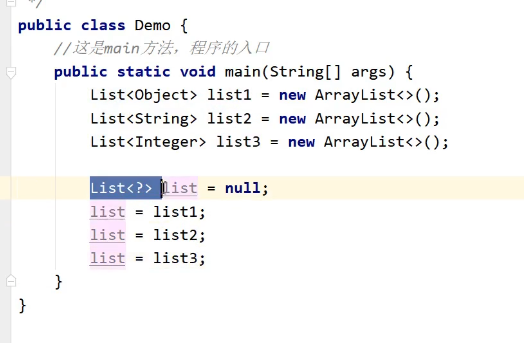 */
public class Demo {
//这是main方法，程序的入口
public static void main(String[] args) {
List<Object> list1 = new ArrayList<>();
List<String> list2 = new ArrayList<>();
List<Integer> list3 = new ArrayList<>();
List<?> list = null;
list = list1;
list = list2;
list = list3;
}
}